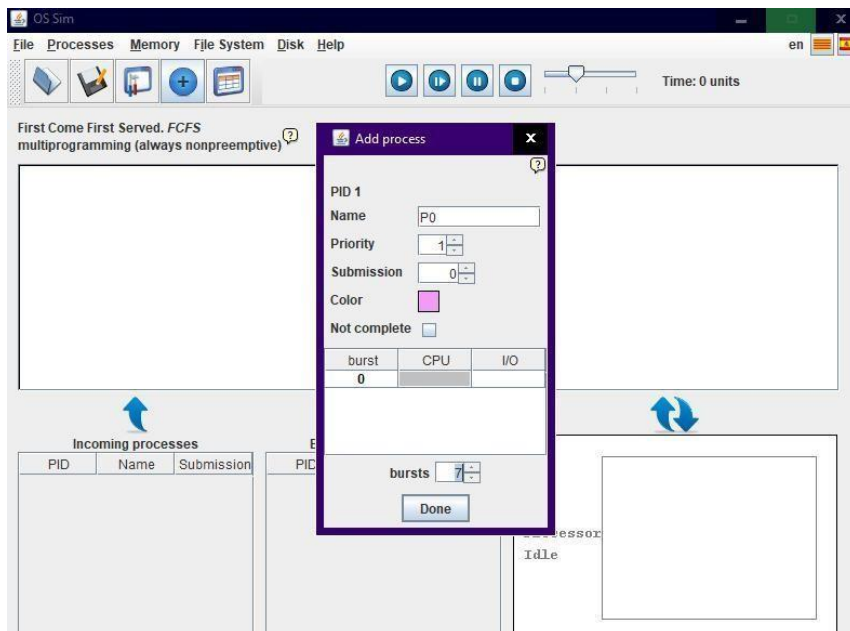 OS Sim
File Processes Memory File System Disk Help
en
Time: 0 units
First Come First Served. FCFS
multiprogramming (always nonpreemptive)
Add process
X
PID 1
Name P0
Priority 1
Submission 0
Color
Not complete
burst CPU I/O
0
bursts 7
Done
Incoming processes
PID Name Submission
PID
Idle